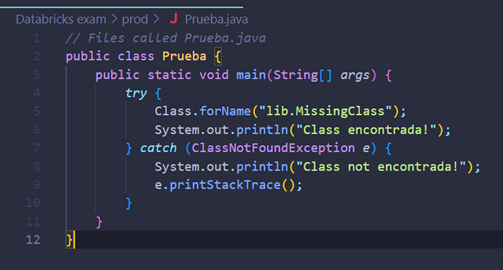 Databricks exam > prod > J Prueba.java
1 // Files called Prueba.java
2 public class Prueba {
3 public static void main(String[] args) {
4 try {
5 Class.forName("lib.MissingClass");
6 System.out.println("Class encontrada!");
7 } catch (ClassNotFoundException e) {
8 System.out.println("Class not encontrada!");
9 e.printStackTrace();
10 }
11 }
12 }